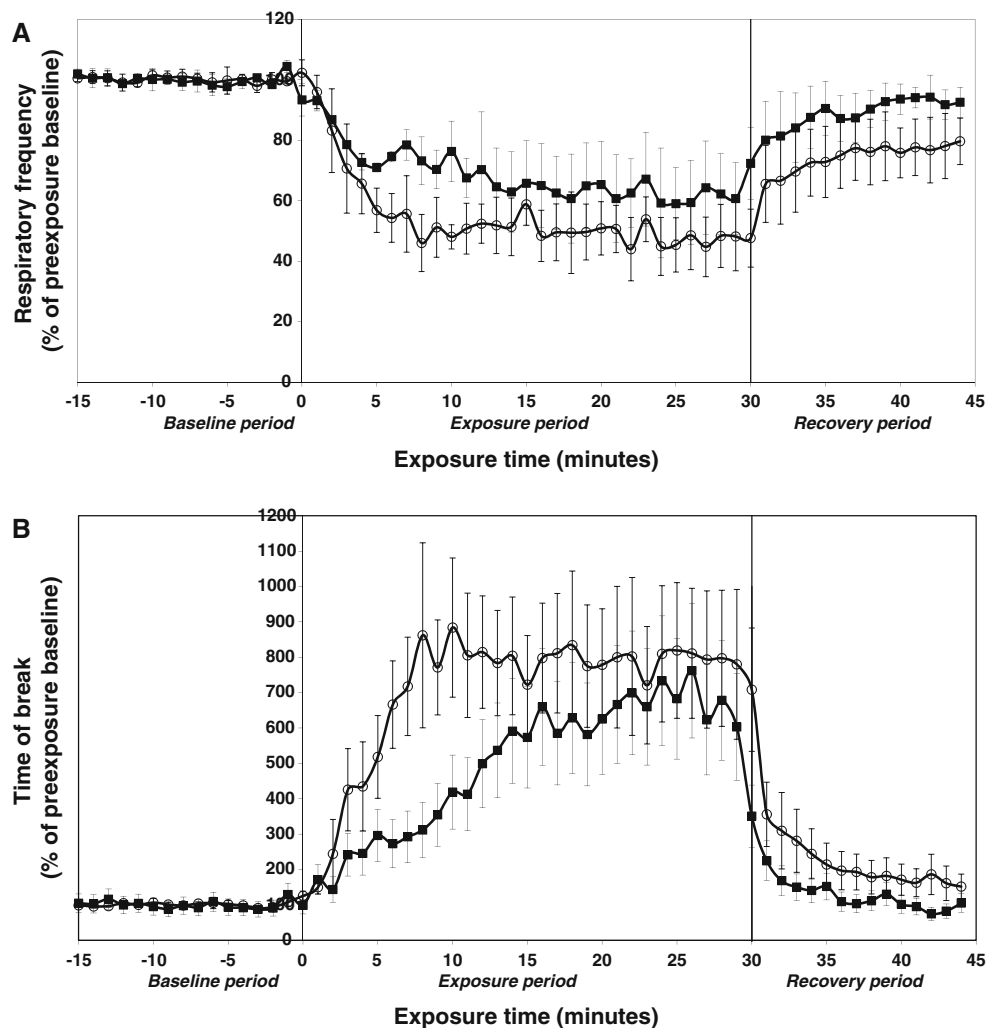 A
Respiratory frequency
(% of preexposure baseline)
120
100
80
60
40
20
0
-15 -10 -5 0 5 10 15 20 25 30 35 40 45
Baseline period Exposure period Recovery period
Exposure time (minutes)
B
Time of break
(% of preexposure baseline)
1200
1100
1000
900
800
700
600
500
400
300
200
100
0
-15 -10 -5 0 5 10 15 20 25 30 35 40 45
Baseline period Exposure period Recovery period
Exposure time (minutes)